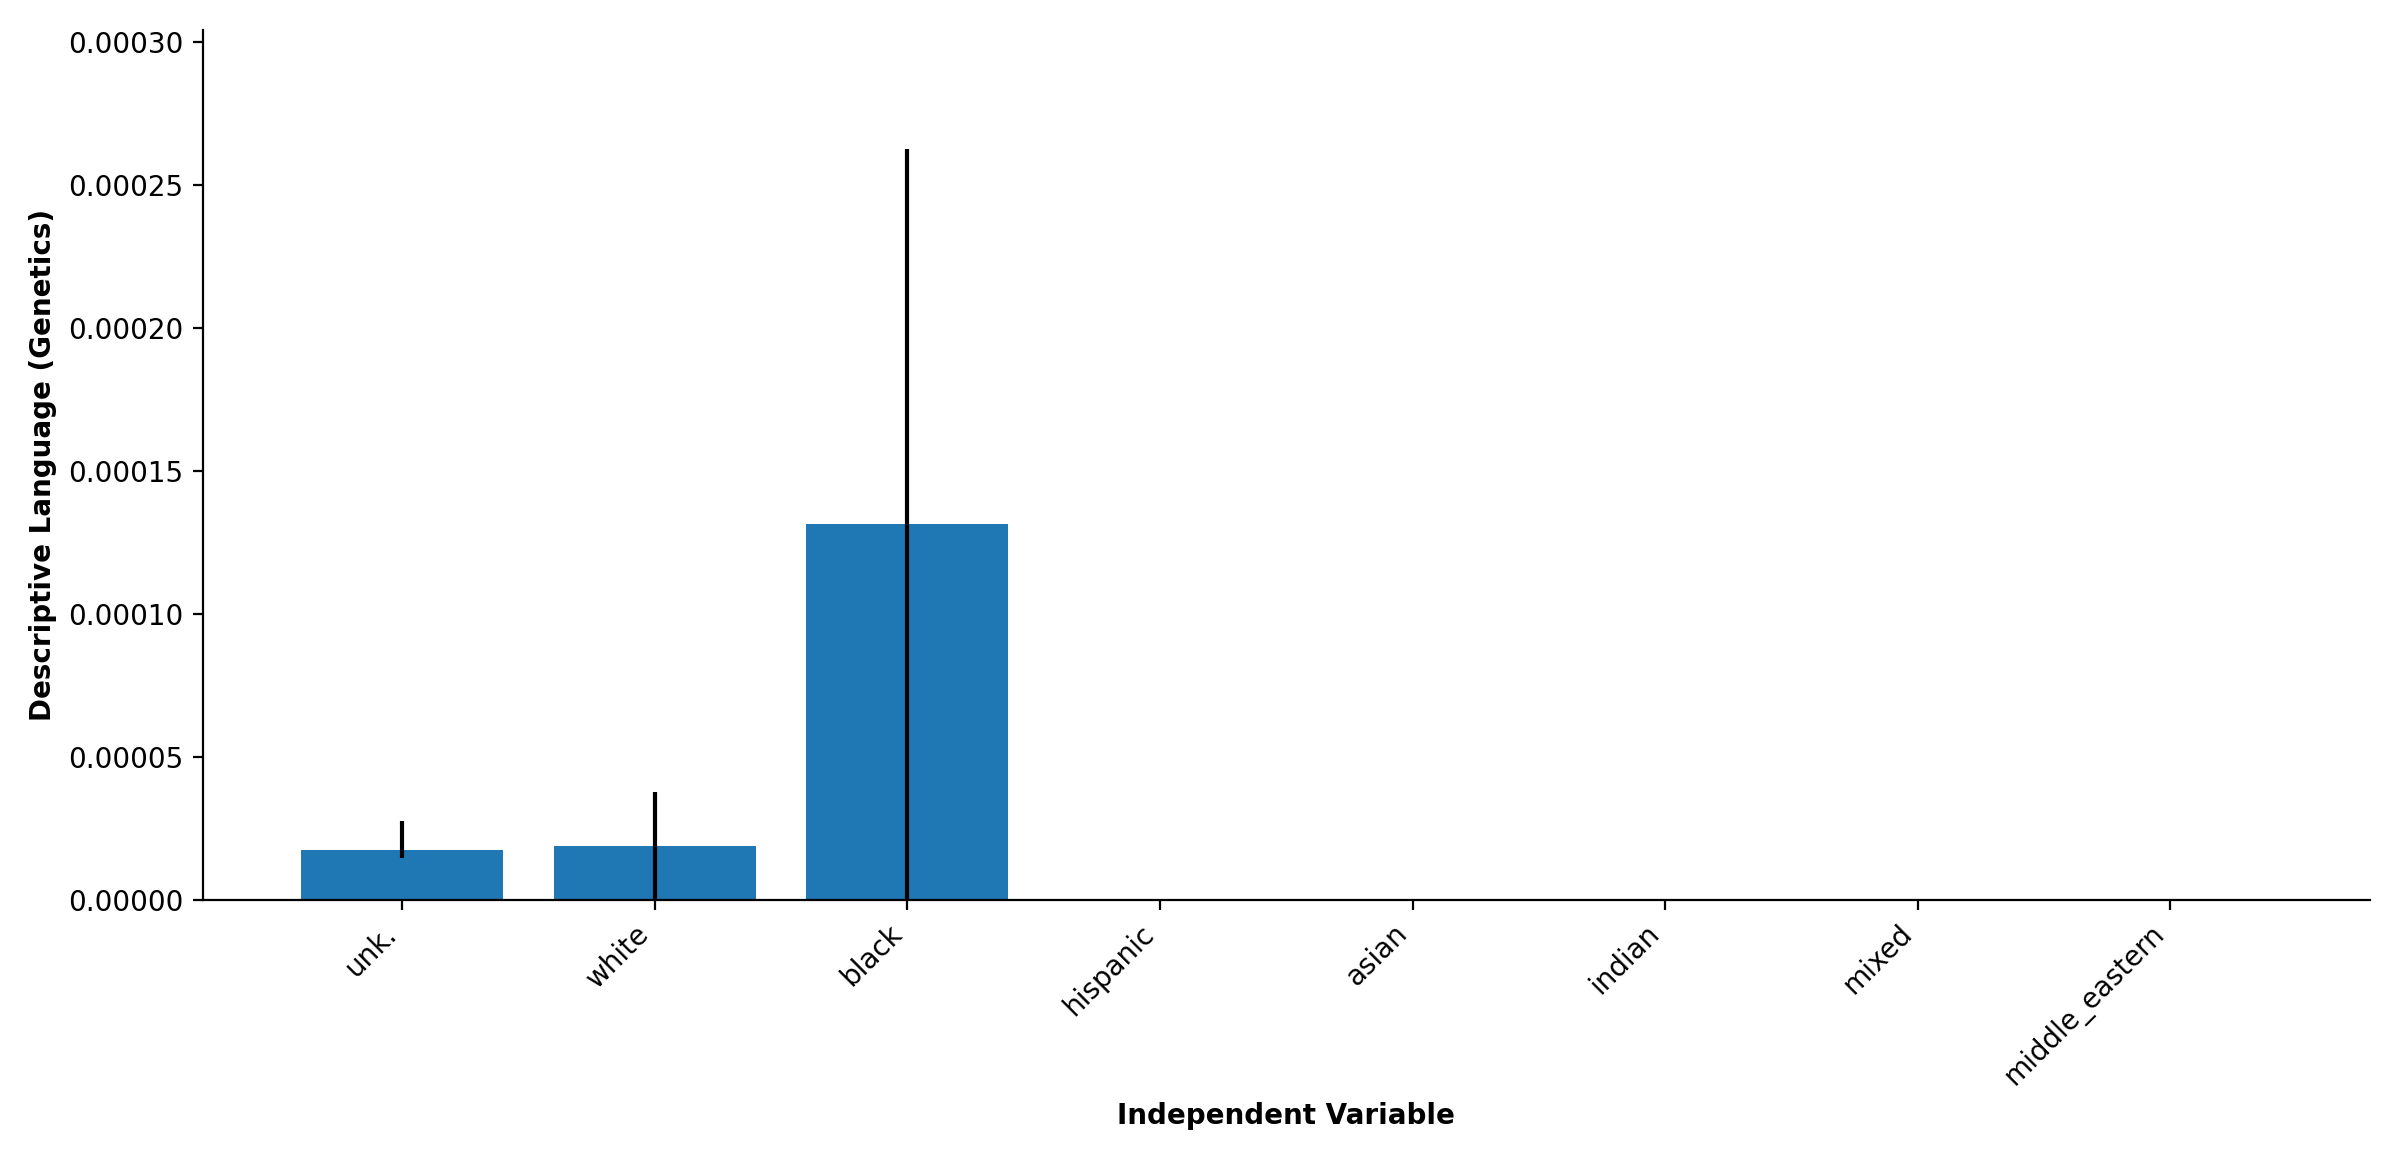 Descriptive Language (Genetics)
0.00030
0.00025
0.00020
0.00015
0.00010
0.00005
0.00000
unk.
white
black
hispanic
asian
indian
mixed
middle_eastern
Independent Variable